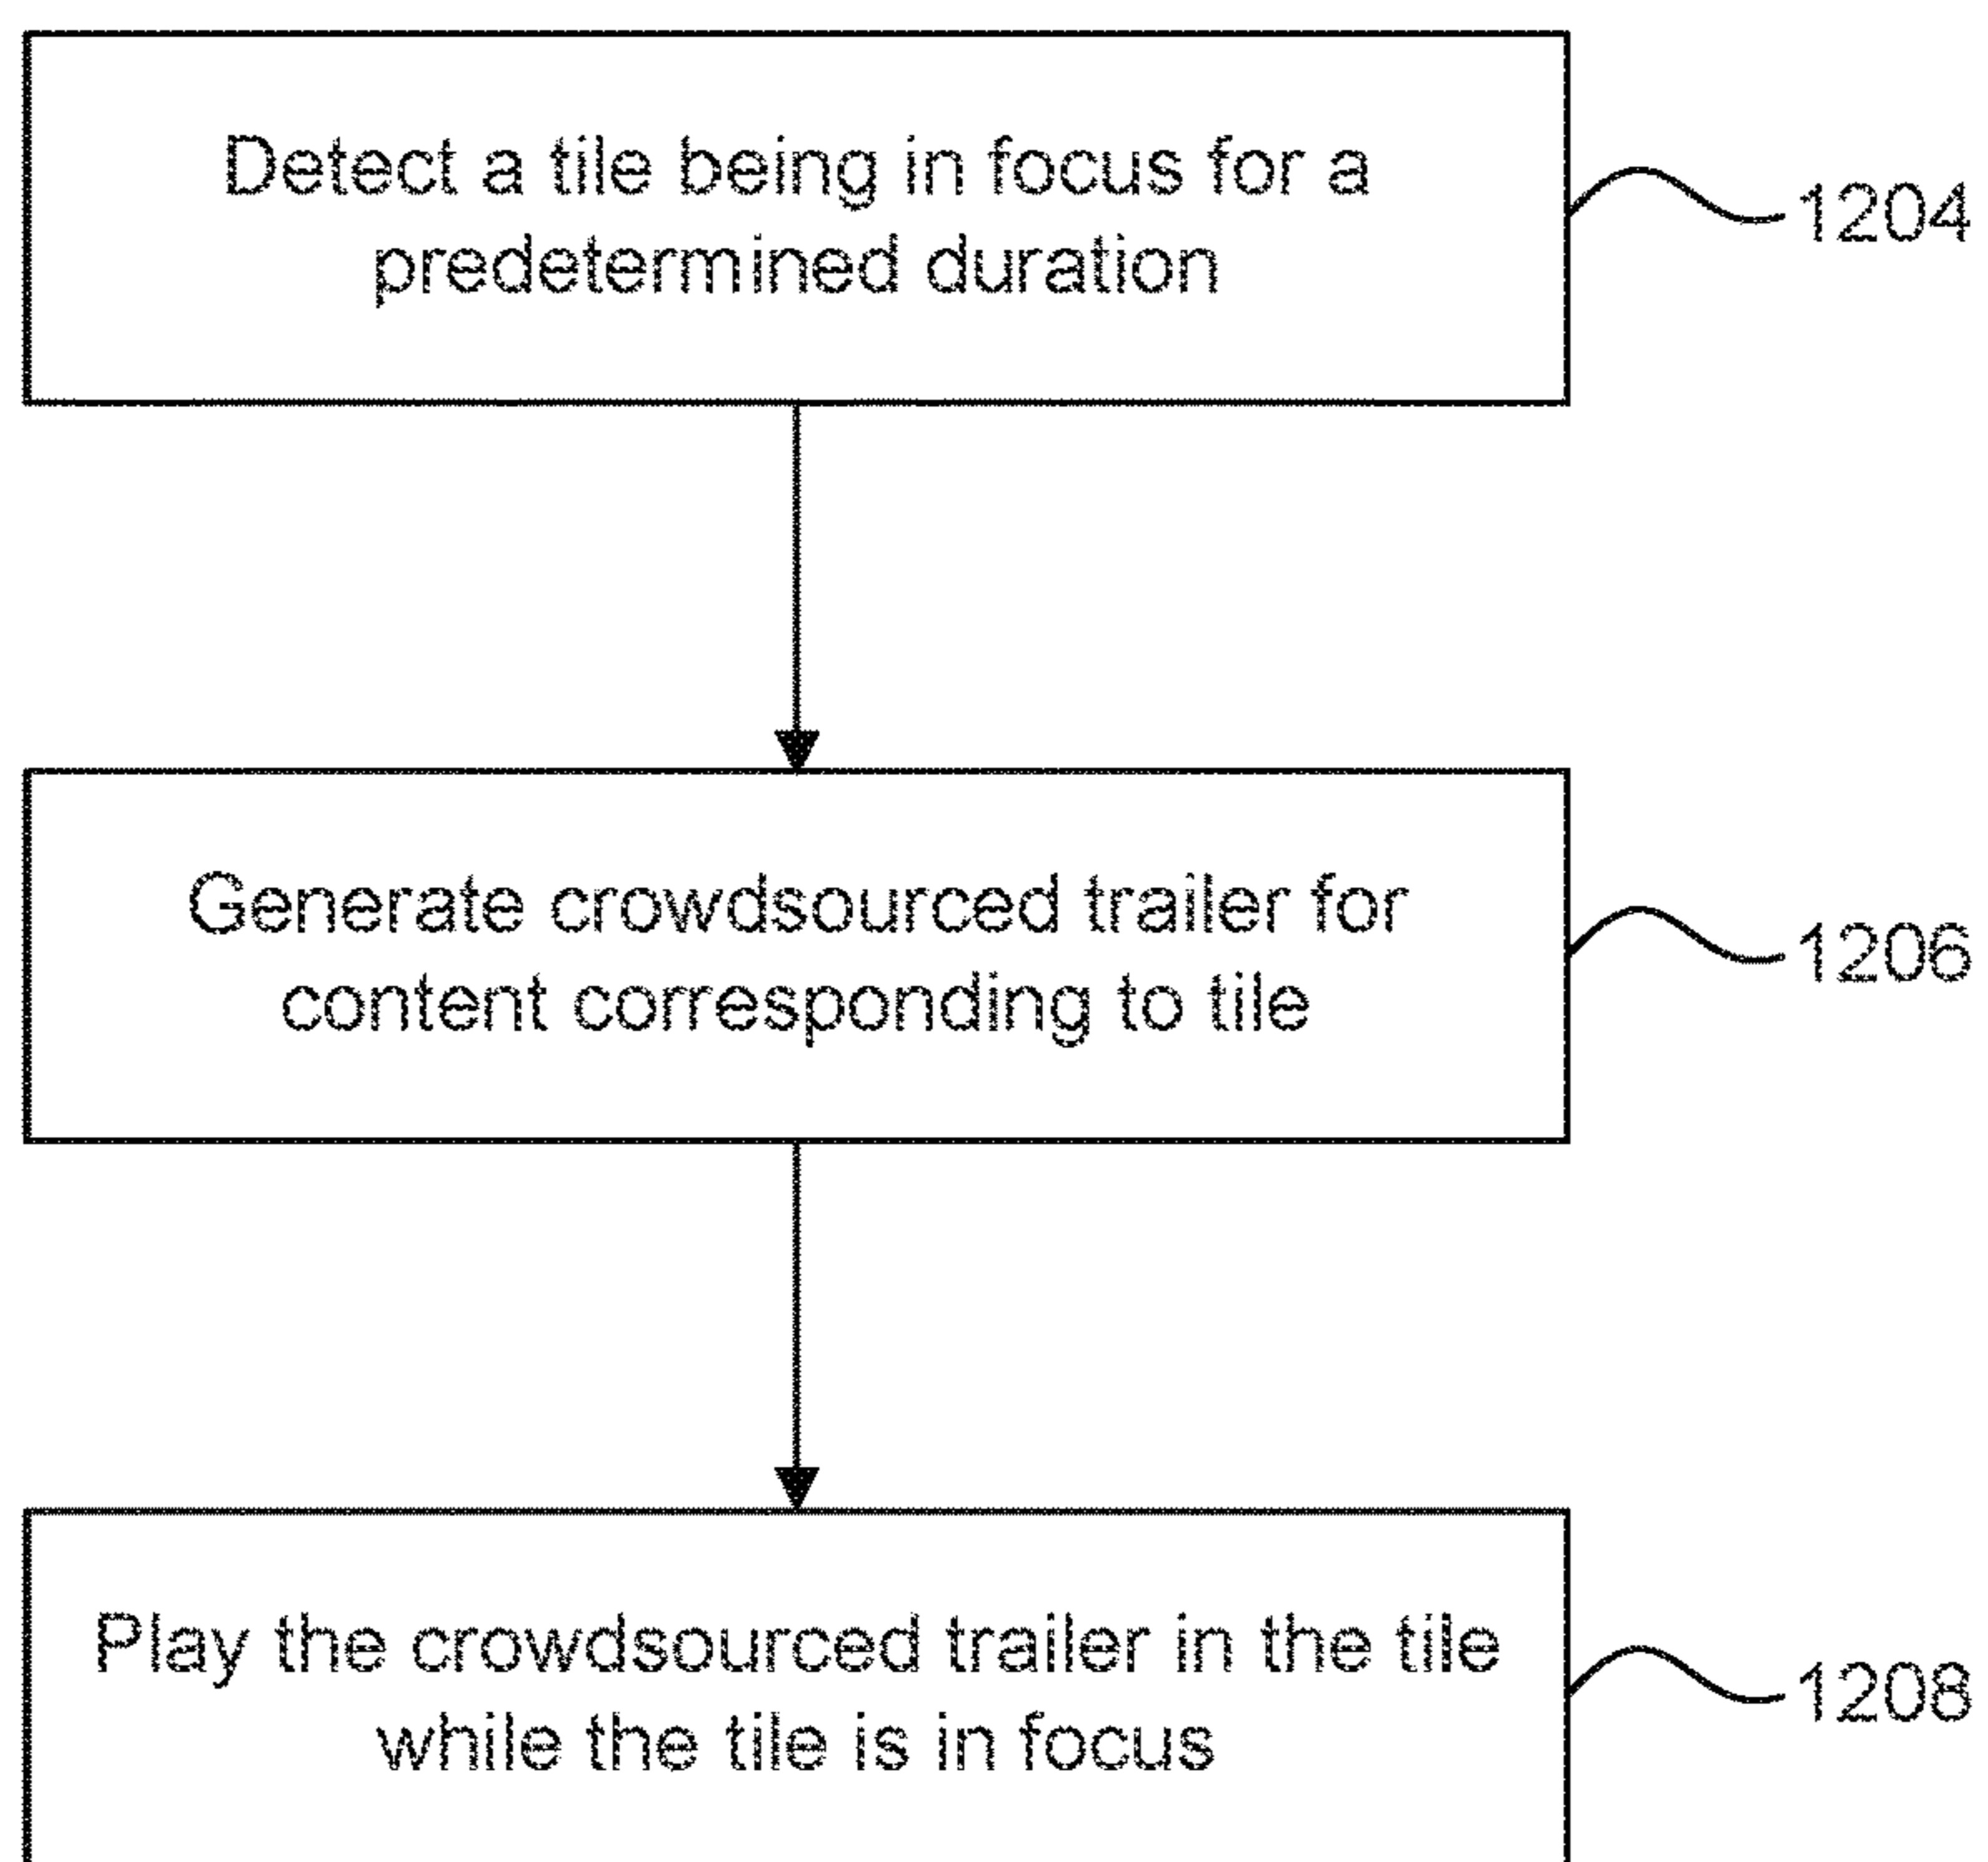 Detect a tile being in focus for a
predetermined duration
1204
Generate crowdsourced trailer for
content corresponding to tile
1206
Play the crowdsourced trailer in the tile
while the tile is in focus
1208